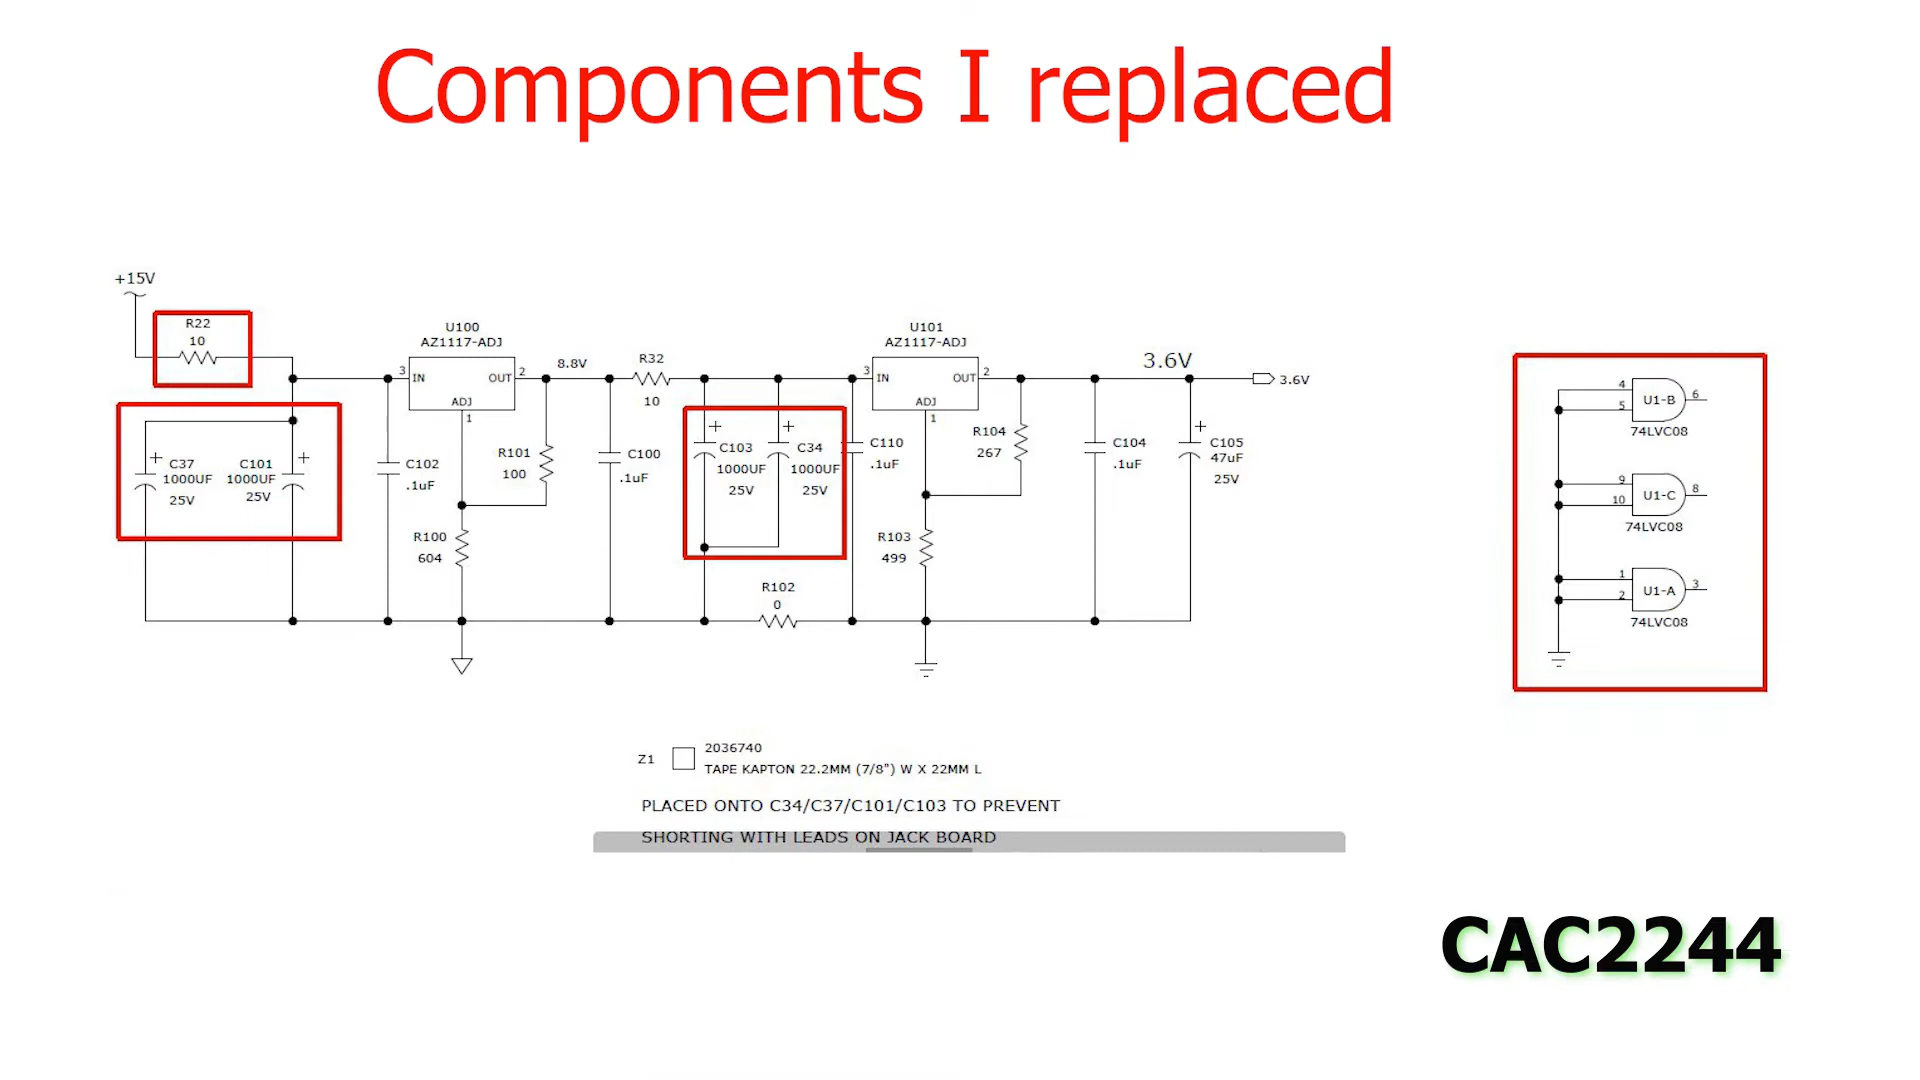 Components I replaced
+15V
R22
10
C37
1000UF
25V
C101
1000UF
25V
C102
.1uF
U100
AZ1117-ADJ
3
IN
OUT
2
ADJ
1
8.8V
R101
100
R100
604
C100
.1uF
R32
10
C103
1000UF
25V
C34
1000UF
25V
R102
0
C110
.1uF
U101
AZ1117-ADJ
3
IN
OUT
2
ADJ
1
R104
267
R103
499
C104
.1uF
3.6V
C105
47uF
25V
3.6V
4
5
U1-B
6
74LVC08
9
10
U1-C
8
74LVC08
1
2
U1-A
3
74LVC08
Z1
2036740
TAPE KAPTON 22.2MM (7/8") W X 22MM L
PLACED ONTO C34/C37/C101/C103 TO PREVENT
SHORTING WITH LEADS ON JACK BOARD
CAC2244